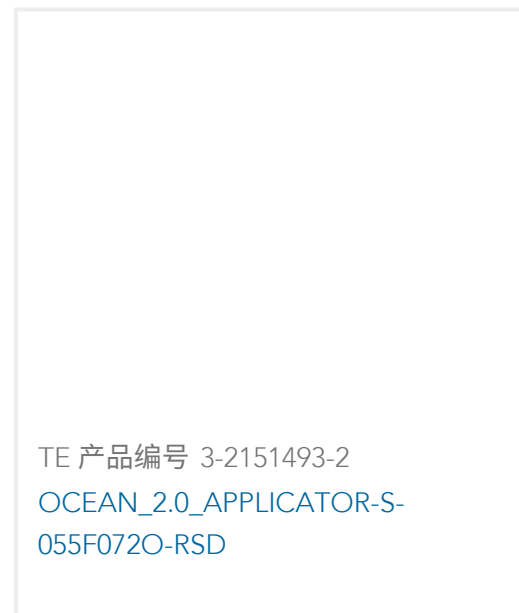 TE 产品编号 3-2151493-2
OCEAN_2.0_APPLICATOR-S-
055F072O-RSD